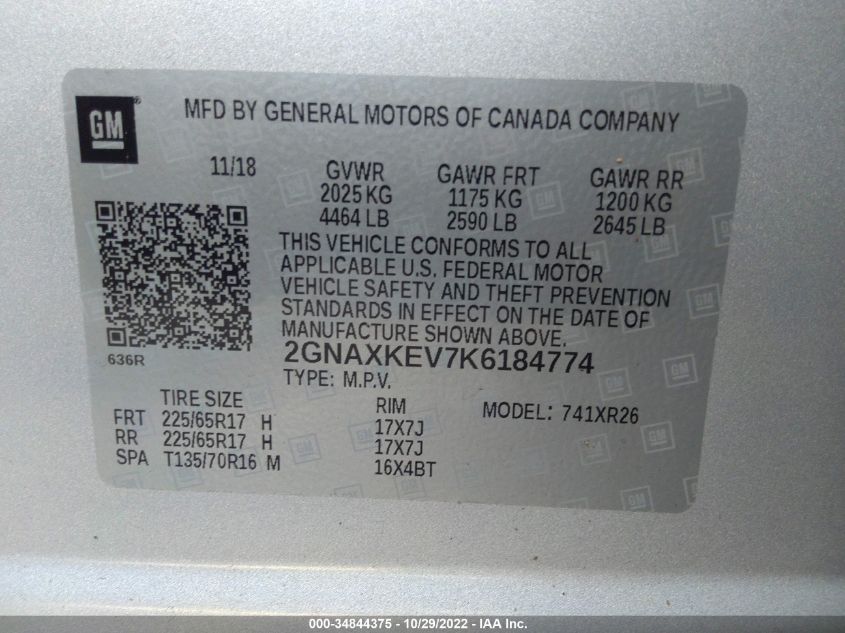 GM
MFD BY GENERAL MOTORS OF CANADA COMPANY
11/18 GVWR GAWR FRT GAWR RR
2025 KG 1175 KG 1200 KG
4464 LB 2590 LB 2645 LB
THIS VEHICLE CONFORMS TO ALL
APPLICABLE U.S. FEDERAL MOTOR
VEHICLE SAFETY AND THEFT PREVENTION
STANDARDS IN EFFECT ON THE DATE OF
MANUFACTURE SHOWN ABOVE.
636R
2GNAXKEV7K6184774
TYPE: M.P.V.
TIRE SIZE RIM MODEL: 741XR26
FRT 225/65R17 H 17X7J
RR 225/65R17 H 17X7J
SPA T135/70R16 M 16X4BT
000-34844375 - 10/29/2022 - IAA Inc.